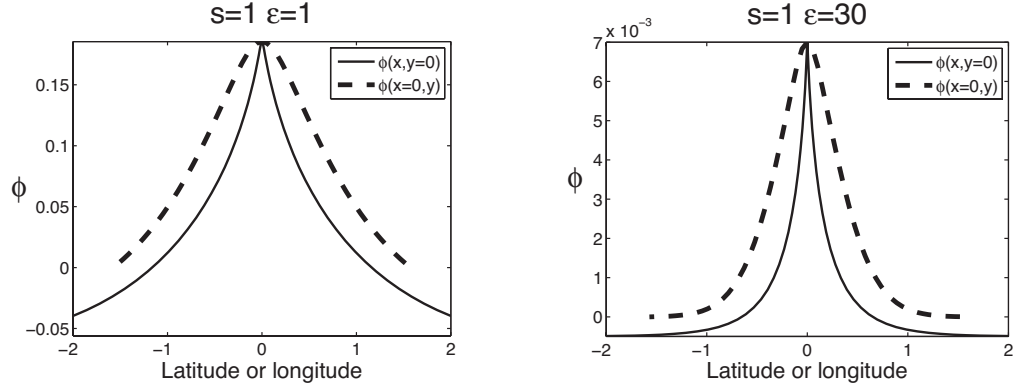 s=1 ε=1
0.15
0.1
0.05
0
−0.05
ϕ
−2
−1
0
1
2
Latitude or longitude
ϕ(x,y=0)
ϕ(x=0,y)
s=1 ε=30
x 10⁻³
7
6
5
4
3
2
1
0
ϕ
−2
−1
0
1
2
Latitude or longitude
ϕ(x,y=0)
ϕ(x=0,y)